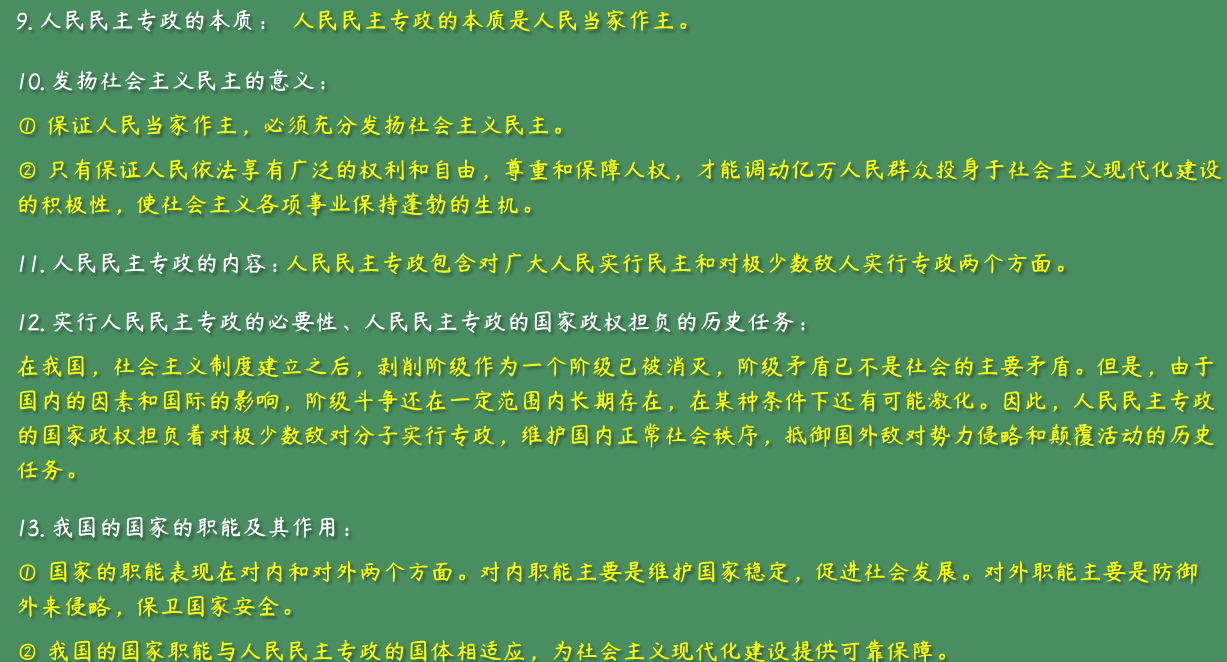 9. 人民民主专政的本质： 人民民主专政的本质是人民当家作主。
10. 发扬社会主义民主的意义：
① 保证人民当家作主，必须充分发扬社会主义民主。
② 只有保证人民依法享有广泛的权利和自由，尊重和保障人权，才能调动亿万人民群众投身于社会主义现代化建设
的积极性，使社会主义各项事业保持蓬勃的生机。
11. 人民民主专政的内容：人民民主专政包含对广大人民实行民主和对极少数敌人实行专政两个方面。
12. 实行人民民主专政的必要性、人民民主专政的国家政权担负的历史任务：
在我国，社会主义制度建立之后，剥削阶级作为一个阶级已被消灭，阶级矛盾已不是社会的主要矛盾。但是，由于
国内的因素和国际的影响，阶级斗争还在一定范围内长期存在，在某种条件下还有可能激化。因此，人民民主专政
的国家政权担负着对极少数敌对分子实行专政，维护国内正常社会秩序，抵御国外敌对势力侵略和颠覆活动的历史
任务。
13. 我国的国家的职能及其作用：
① 国家的职能表现在对内和对外两个方面。对内职能主要是维护国家稳定，促进社会发展。对外职能主要是防御
外来侵略，保卫国家安全。
② 我国的国家职能与人民民主专政的国体相适应，为社会主义现代化建设提供可靠保障。